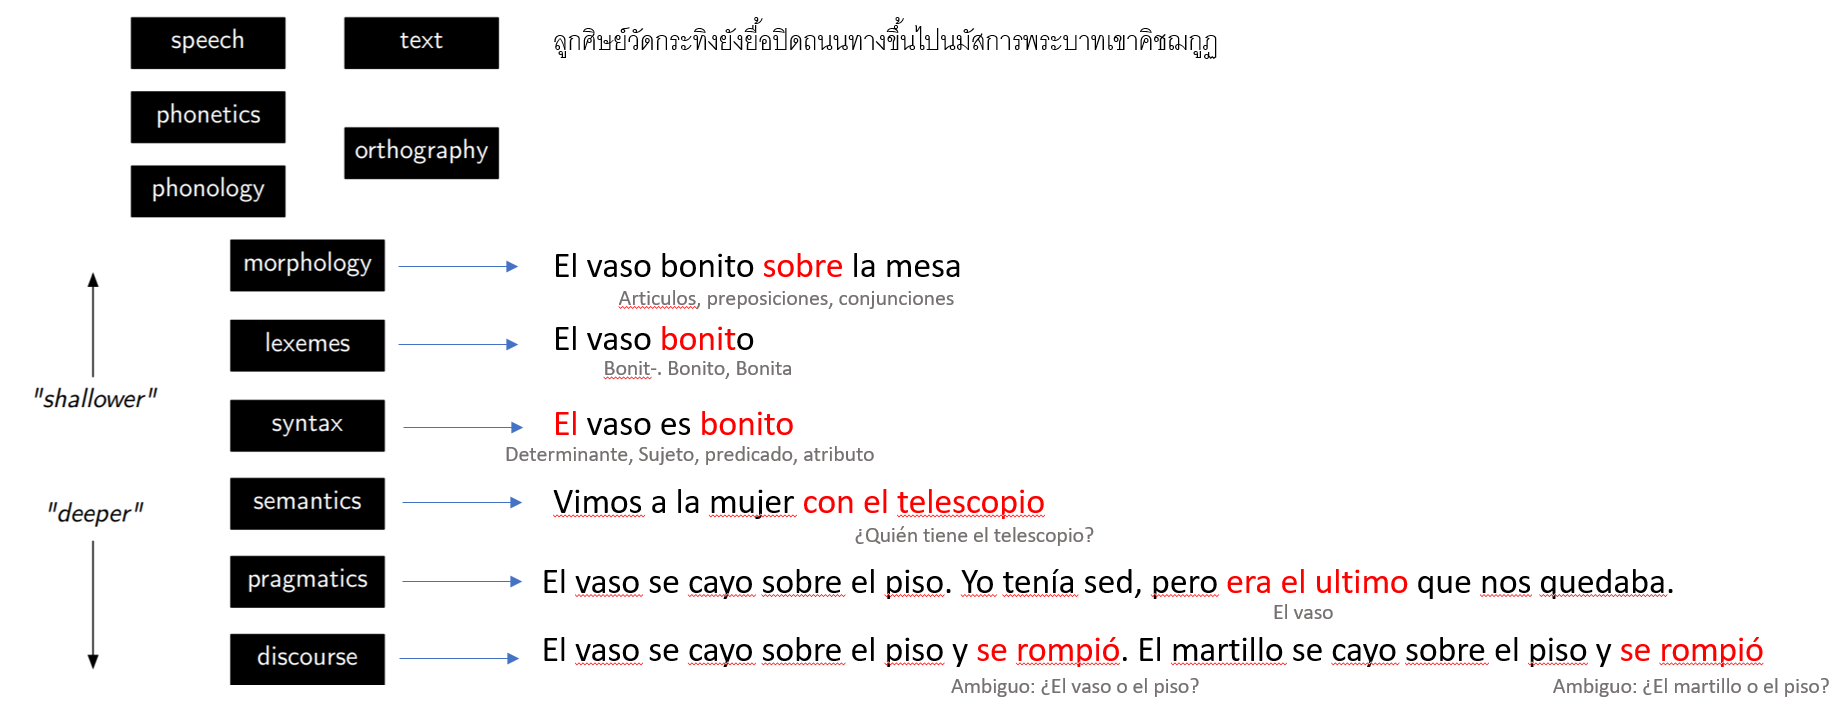 speech
text
ลูกศิษย์วัดกระทิงยังยื้อปิดถนนทางขึ้นไปนมัสการพระบาทเขาคิชฌกูฏ
phonetics
orthography
phonology
morphology
El vaso bonito sobre la mesa
Articulos, preposiciones, conjunciones
lexemes
El vaso bonito
Bonit-. Bonito, Bonita
"shallower"
syntax
El vaso es bonito
Determinante, Sujeto, predicado, atributo
"deeper"
semantics
Vimos a la mujer con el telescopio
¿Quién tiene el telescopio?
pragmatics
El vaso se cayo sobre el piso. Yo tenía sed, pero era el ultimo que nos quedaba.
El vaso
discourse
El vaso se cayo sobre el piso y se rompió. El martillo se cayo sobre el piso y se rompió
Ambiguo: ¿El vaso o el piso?
Ambiguo: ¿El martillo o el piso?